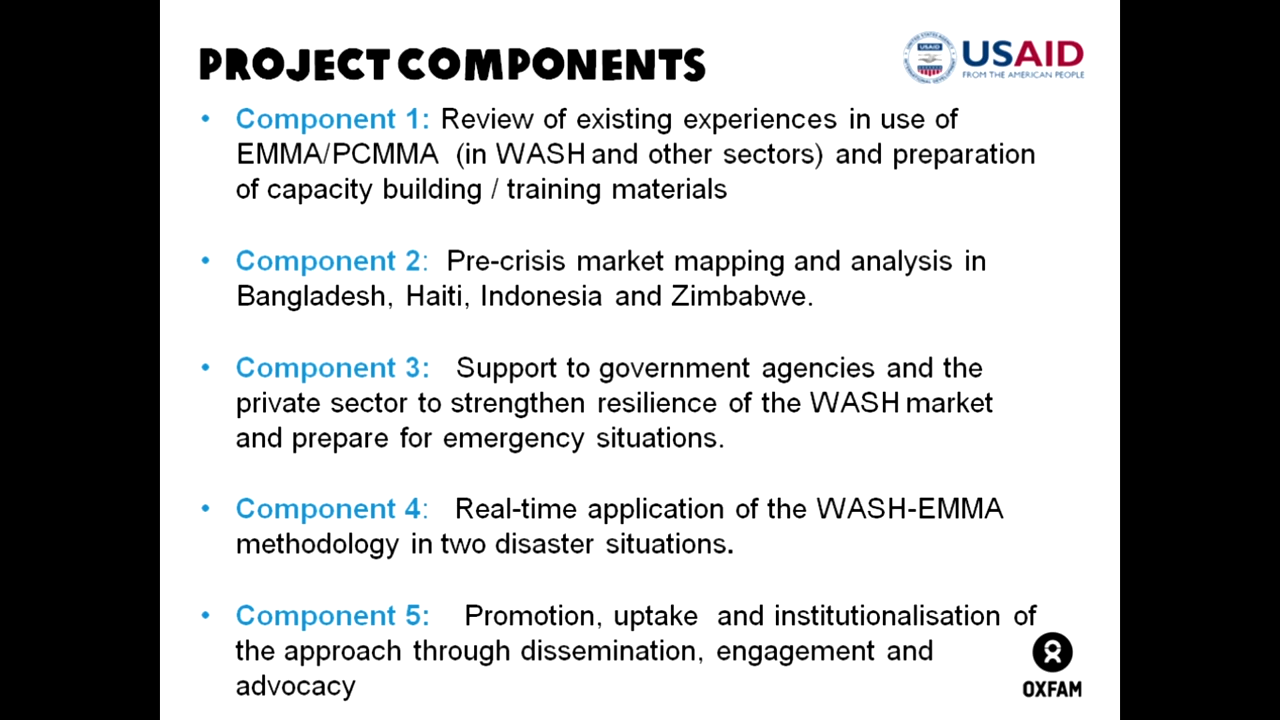 PROJECT COMPONENTS
USAID
FROM THE AMERICAN PEOPLE
• Component 1: Review of existing experiences in use of
EMMA/PCMMA (in WASH and other sectors) and preparation
of capacity building / training materials
• Component 2: Pre-crisis market mapping and analysis in
Bangladesh, Haiti, Indonesia and Zimbabwe.
• Component 3: Support to government agencies and the
private sector to strengthen resilience of the WASH market
and prepare for emergency situations.
• Component 4: Real-time application of the WASH-EMMA
methodology in two disaster situations.
• Component 5: Promotion, uptake and institutionalisation of
the approach through dissemination, engagement and
advocacy
OXFAM